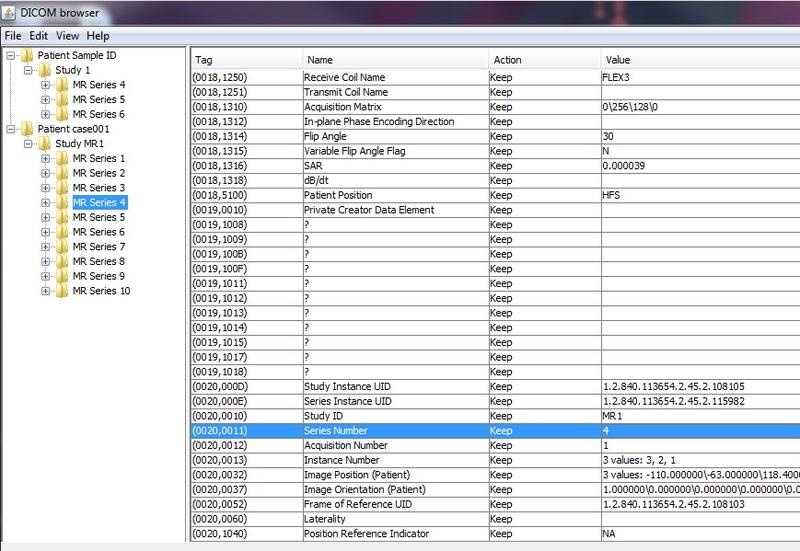 DICOM browser
File Edit View Help
Patient Sample ID
Study 1
MR Series 4
MR Series 5
MR Series 6
Patient case001
Study MR1
MR Series 1
MR Series 2
MR Series 3
MR Series 4
MR Series 5
MR Series 6
MR Series 7
MR Series 8
MR Series 9
MR Series 10
Tag Name Action Value
(0018,1250) Receive Coil Name Keep FLEX3
(0018,1251) Transmit Coil Name Keep
(0018,1310) Acquisition Matrix Keep 0\256\128\0
(0018,1312) In-plane Phase Encoding Direction Keep
(0018,1314) Flip Angle Keep 30
(0018,1315) Variable Flip Angle Flag Keep N
(0018,1316) SAR Keep 0.000039
(0018,1318) dB/dt Keep
(0018,5100) Patient Position Keep HFS
(0019,0010) Private Creator Data Element Keep
(0019,1008) ? Keep
(0019,1009) ? Keep
(0019,100B) ? Keep
(0019,100F) ? Keep
(0019,1011) ? Keep
(0019,1012) ? Keep
(0019,1013) ? Keep
(0019,1014) ? Keep
(0019,1015) ? Keep
(0019,1017) ? Keep
(0019,1018) ? Keep
(0020,000D) Study Instance UID Keep 1.2.840.113654.2.45.2.108105
(0020,000E) Series Instance UID Keep 1.2.840.113654.2.45.2.115982
(0020,0010) Study ID Keep MR1
(0020,0011) Series Number Keep 4
(0020,0012) Acquisition Number Keep 1
(0020,0013) Instance Number Keep 3 values: 3, 2, 1
(0020,0032) Image Position (Patient) Keep 3 values: -110.000000\-63.000000\118.4000
(0020,0037) Image Orientation (Patient) Keep 1.000000\0.000000\0.000000\0.000000\0.0
(0020,0052) Frame of Reference UID Keep 1.2.840.113654.2.45.2.108103
(0020,0060) Laterality Keep
(0020,1040) Position Reference Indicator Keep NA